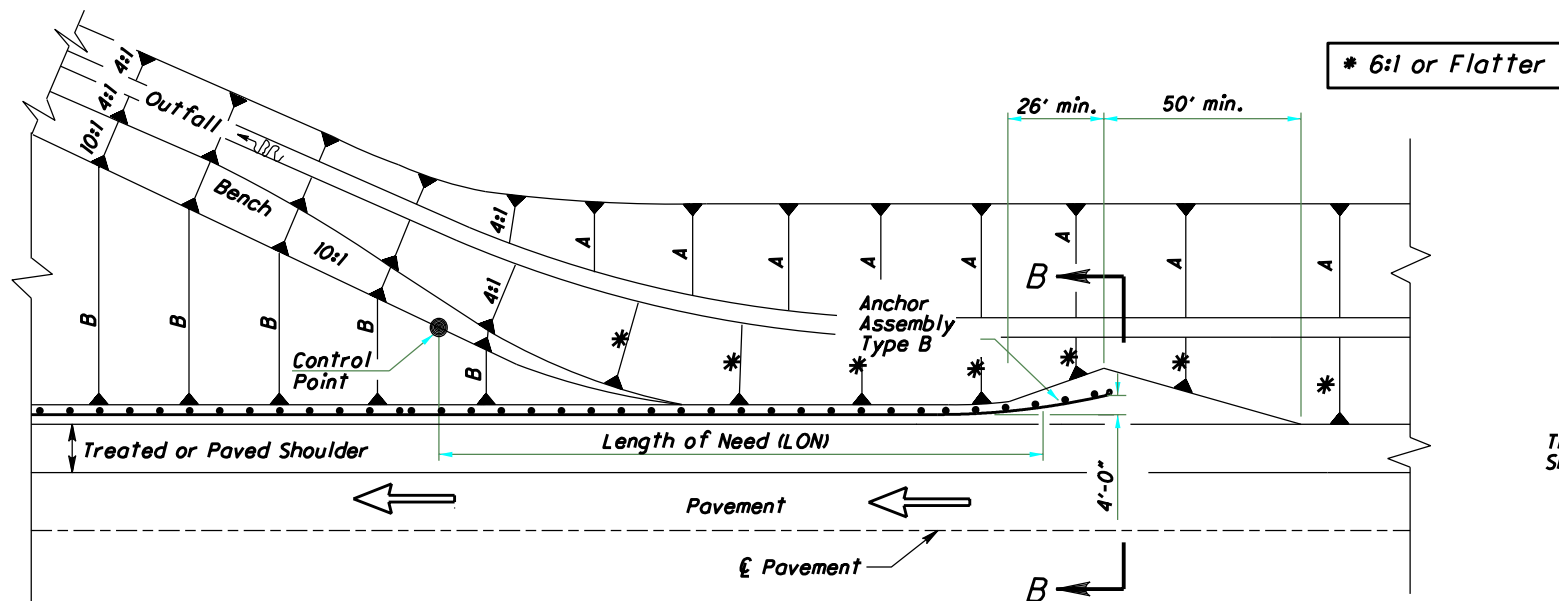 * 6:1 or Flatter
26' min.
50' min.
4:1
4:1
10:1
Outfall
Bench
10:1
4:1
4:1
A
A
A
A
A
A
A
A
B
B
B
B
B
B
B
Control
Point
Anchor
Assembly
Type B
*
*
*
*
*
*
*
Treated or Paved Shoulder
Length of Need (LON)
4'-0"
Pavement
℄ Pavement